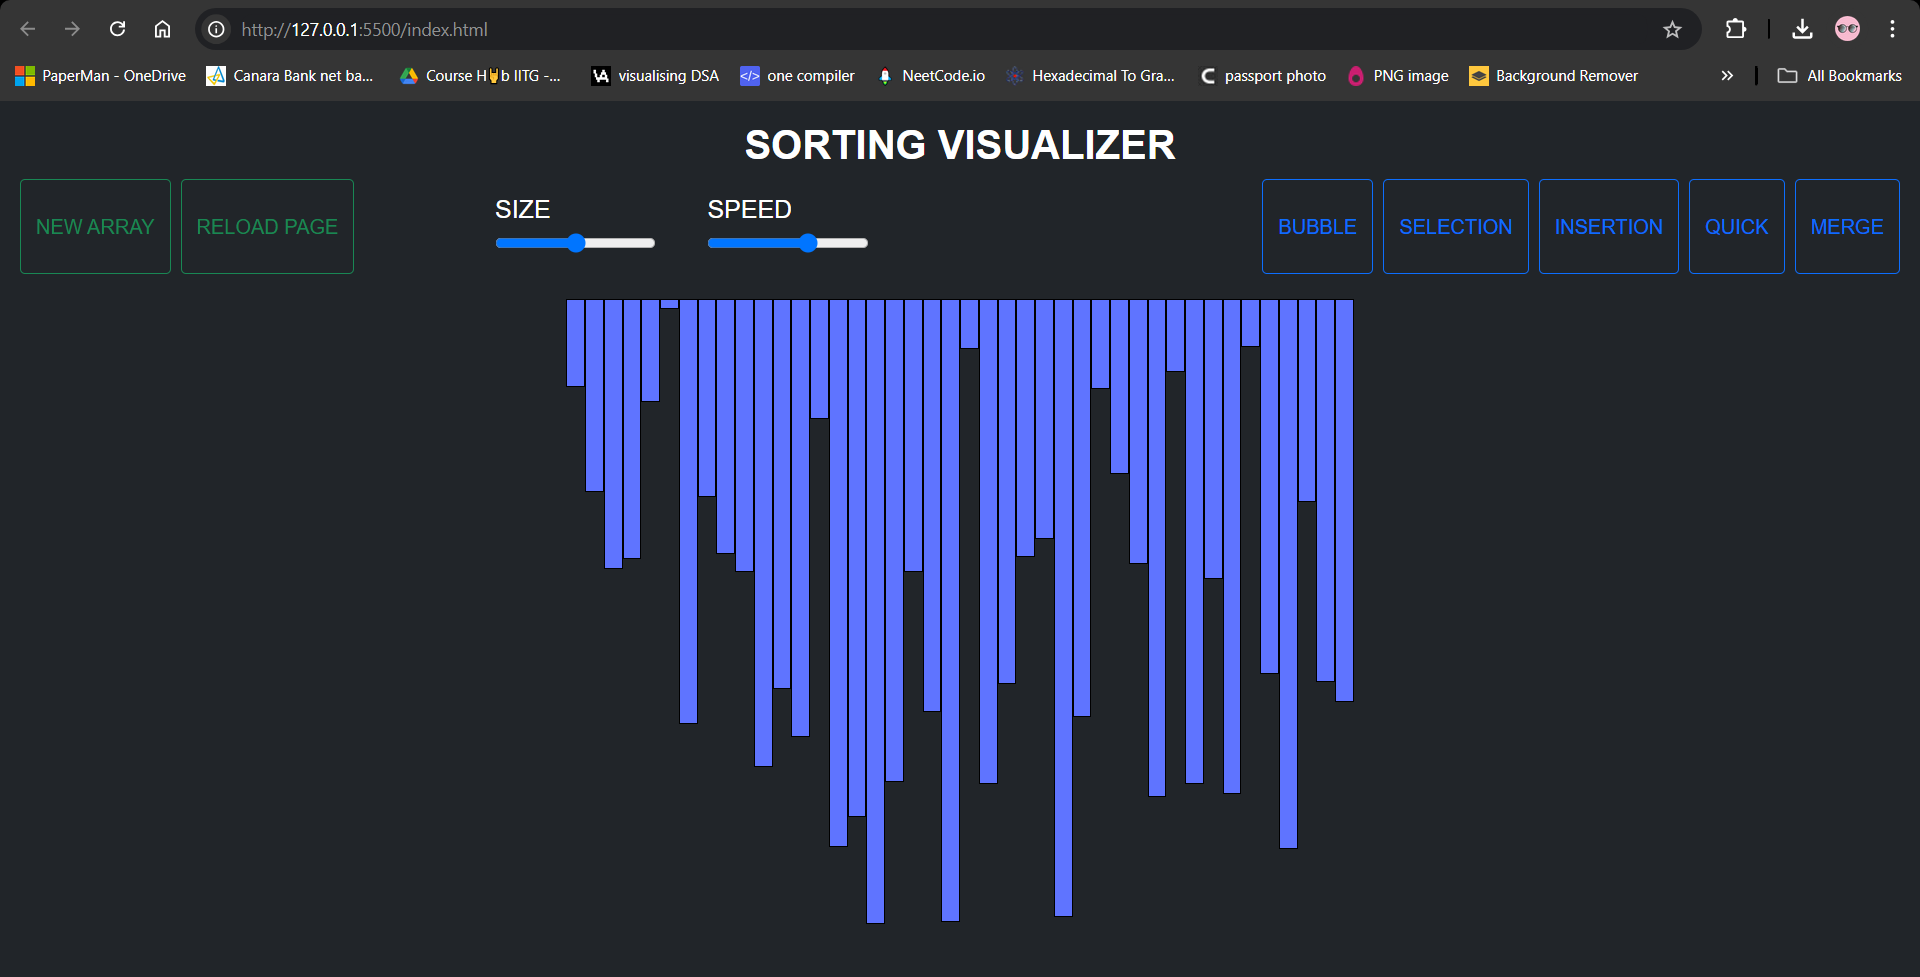 http://127.0.0.1:5500/index.html
PaperMan - OneDrive Canara Bank net ba... Course H b IITG -... VA visualising DSA </> one compiler NeetCode.io Hexadecimal To Gra... passport photo PNG image Background Remover » All Bookmarks
SORTING VISUALIZER
NEW ARRAY RELOAD PAGE SIZE SPEED BUBBLE SELECTION INSERTION QUICK MERGE